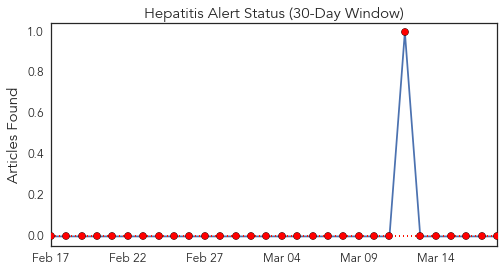 Hepatitis Alert Status (30-Day Window)
Articles Found
1.0
0.8
0.6
0.4
0.2
0.0
Feb 17 Feb 22 Feb 27 Mar 04 Mar 09 Mar 14